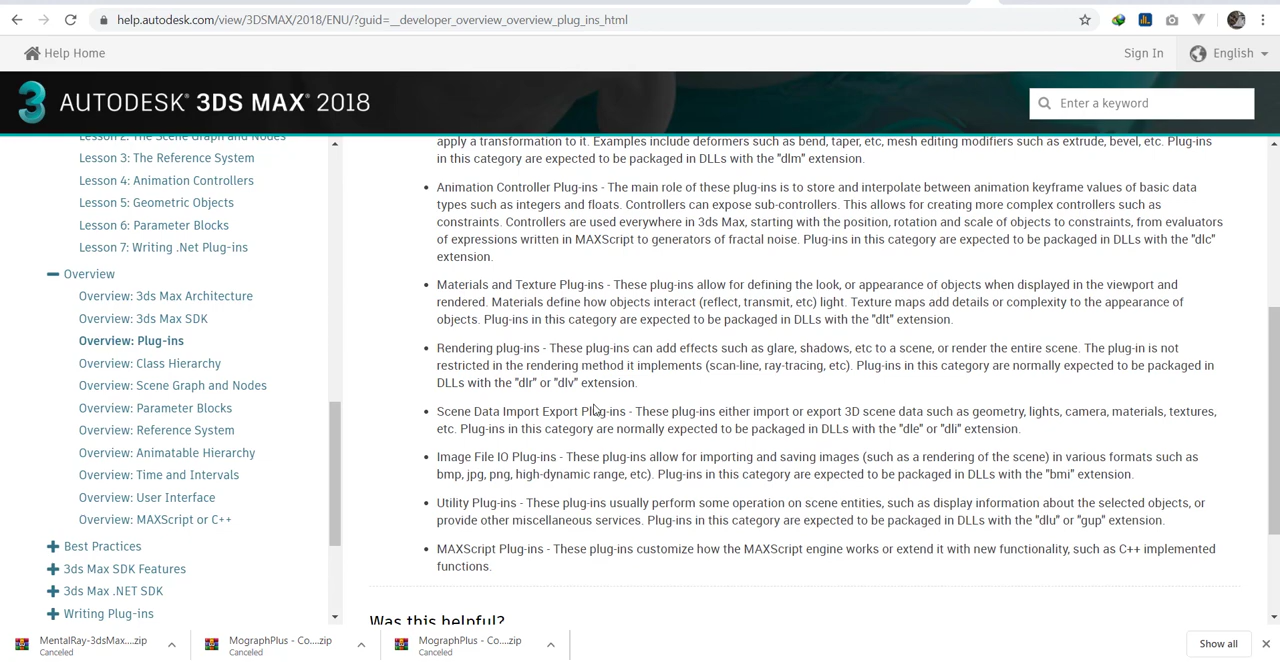 help.autodesk.com/view/3DSMAX/2018/ENU/?guid=__developer_overview_overview_plug_ins_html
Help Home
Sign In
English
3 AUTODESK® 3DS MAX® 2018
Enter a keyword
Lesson 2: The Scene Graph and Nodes
Lesson 3: The Reference System
Lesson 4: Animation Controllers
Lesson 5: Geometric Objects
Lesson 6: Parameter Blocks
Lesson 7: Writing .Net Plug-ins
Overview
Overview: 3ds Max Architecture
Overview: 3ds Max SDK
Overview: Plug-ins
Overview: Class Hierarchy
Overview: Scene Graph and Nodes
Overview: Parameter Blocks
Overview: Reference System
Overview: Animatable Hierarchy
Overview: Time and Intervals
Overview: User Interface
Overview: MAXScript or C++
Best Practices
3ds Max SDK Features
3ds Max .NET SDK
Writing Plug-ins
apply a transformation to it. Examples include deformers such as bend, taper, etc, mesh editing modifiers such as extrude, bevel, etc. Plug-ins
in this category are expected to be packaged in DLLs with the "dlm" extension.
• Animation Controller Plug-ins - The main role of these plug-ins is to store and interpolate between animation keyframe values of basic data
types such as integers and floats. Controllers can expose sub-controllers. This allows for creating more complex controllers such as
constraints. Controllers are used everywhere in 3ds Max, starting with the position, rotation and scale of objects to constraints, from evaluators
of expressions written in MAXScript to generators of fractal noise. Plug-ins in this category are expected to be packaged in DLLs with the "dlc"
extension.
• Materials and Texture Plug-ins - These plug-ins allow for defining the look, or appearance of objects when displayed in the viewport and
rendered. Materials define how objects interact (reflect, transmit, etc) light. Texture maps add details or complexity to the appearance of
objects. Plug-ins in this category are expected to be packaged in DLLs with the "dlt" extension.
• Rendering plug-ins - These plug-ins can add effects such as glare, shadows, etc to a scene, or render the entire scene. The plug-in is not
restricted in the rendering method it implements (scan-line, ray-tracing, etc). Plug-ins in this category are normally expected to be packaged in
DLLs with the "dlr" or "dlv" extension.
• Scene Data Import Export Plug-ins - These plug-ins either import or export 3D scene data such as geometry, lights, camera, materials, textures,
etc. Plug-ins in this category are normally expected to be packaged in DLLs with the "dle" or "dli" extension.
• Image File IO Plug-ins - These plug-ins allow for importing and saving images (such as a rendering of the scene) in various formats such as
bmp, jpg, png, high-dynamic range, etc). Plug-ins in this category are expected to be packaged in DLLs with the "bmi" extension.
• Utility Plug-ins - These plug-ins usually perform some operation on scene entities, such as display information about the selected objects, or
provide other miscellaneous services. Plug-ins in this category are expected to be packaged in DLLs with the "dlu" or "gup" extension.
• MAXScript Plug-ins - These plug-ins customize how the MAXScript engine works or extend it with new functionality, such as C++ implemented
functions.
Was this helpful?
MentalRay-3dsMax....zip
Canceled
MographPlus - Co....zip
Canceled
MographPlus - Co....zip
Canceled
Show all